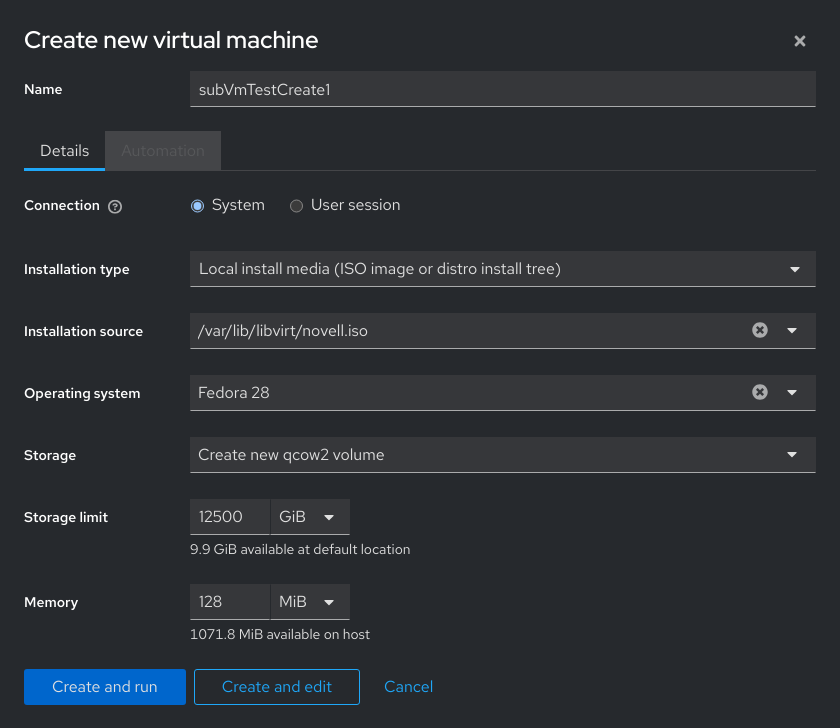 Create new virtual machine
Name
subVmTestCreate1
Details
Automation
Connection
System
User session
Installation type
Local install media (ISO image or distro install tree)
Installation source
/var/lib/libvirt/novell.iso
Operating system
Fedora 28
Storage
Create new qcow2 volume
Storage limit
12500
GiB
9.9 GiB available at default location
Memory
128
MiB
1071.8 MiB available on host
Create and run
Create and edit
Cancel